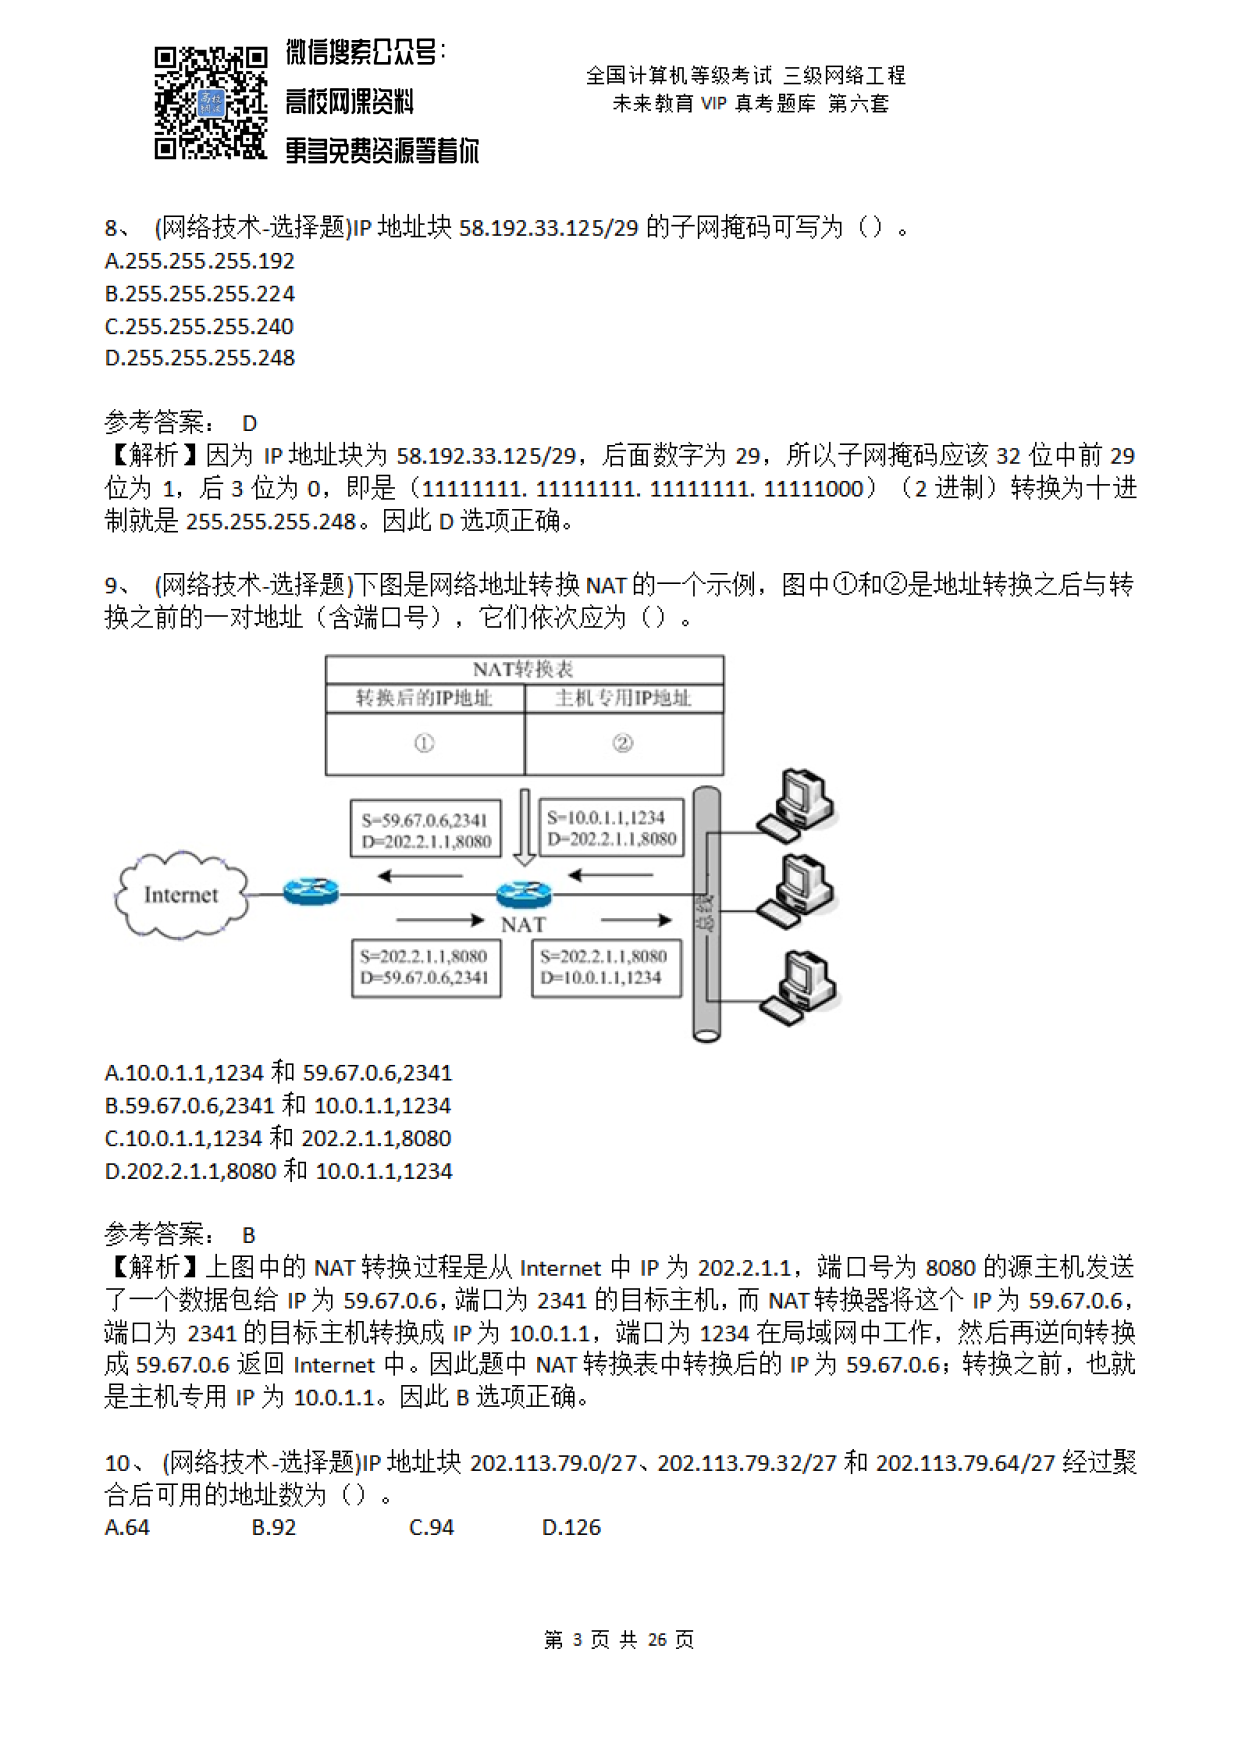 微信搜索公众号：
高校网课资料
更多免费资源等着你
全国计算机等级考试 三级网络工程
未来教育 VIP 真考题库 第六套
8、 (网络技术-选择题)IP 地址块 58.192.33.125/29 的子网掩码可写为（）。
A.255.255.255.192
B.255.255.255.224
C.255.255.255.240
D.255.255.255.248
参考答案： D
【解析】因为 IP 地址块为 58.192.33.125/29，后面数字为 29，所以子网掩码应该 32 位中前 29
位为 1，后 3 位为 0，即是（11111111. 11111111. 11111111. 11111000）（2 进制）转换为十进
制就是 255.255.255.248。因此 D 选项正确。
9、 (网络技术-选择题)下图是网络地址转换 NAT 的一个示例，图中①和②是地址转换之后与转
换之前的一对地址（含端口号），它们依次应为（）。
NAT转换表
转换后的IP地址 主机专用IP地址
① ②
S=59.67.0.6,2341
D=202.2.1.1,8080
S=10.0.1.1,1234
D=202.2.1.1,8080
Internet
NAT
总线
S=202.2.1.1,8080
D=59.67.0.6,2341
S=202.2.1.1,8080
D=10.0.1.1,1234
A.10.0.1.1,1234 和 59.67.0.6,2341
B.59.67.0.6,2341 和 10.0.1.1,1234
C.10.0.1.1,1234 和 202.2.1.1,8080
D.202.2.1.1,8080 和 10.0.1.1,1234
参考答案： B
【解析】上图中的 NAT 转换过程是从 Internet 中 IP 为 202.2.1.1，端口号为 8080 的源主机发送
了一个数据包给 IP 为 59.67.0.6，端口为 2341 的目标主机，而 NAT 转换器将这个 IP 为 59.67.0.6，
端口为 2341 的目标主机转换成 IP 为 10.0.1.1，端口为 1234 在局域网中工作，然后再逆向转换
成 59.67.0.6 返回 Internet 中。因此题中 NAT 转换表中转换后的 IP 为 59.67.0.6；转换之前，也就
是主机专用 IP 为 10.0.1.1。因此 B 选项正确。
10、 (网络技术-选择题)IP 地址块 202.113.79.0/27、202.113.79.32/27 和 202.113.79.64/27 经过聚
合后可用的地址数为（）。
A.64 B.92 C.94 D.126
第 3 页 共 26 页